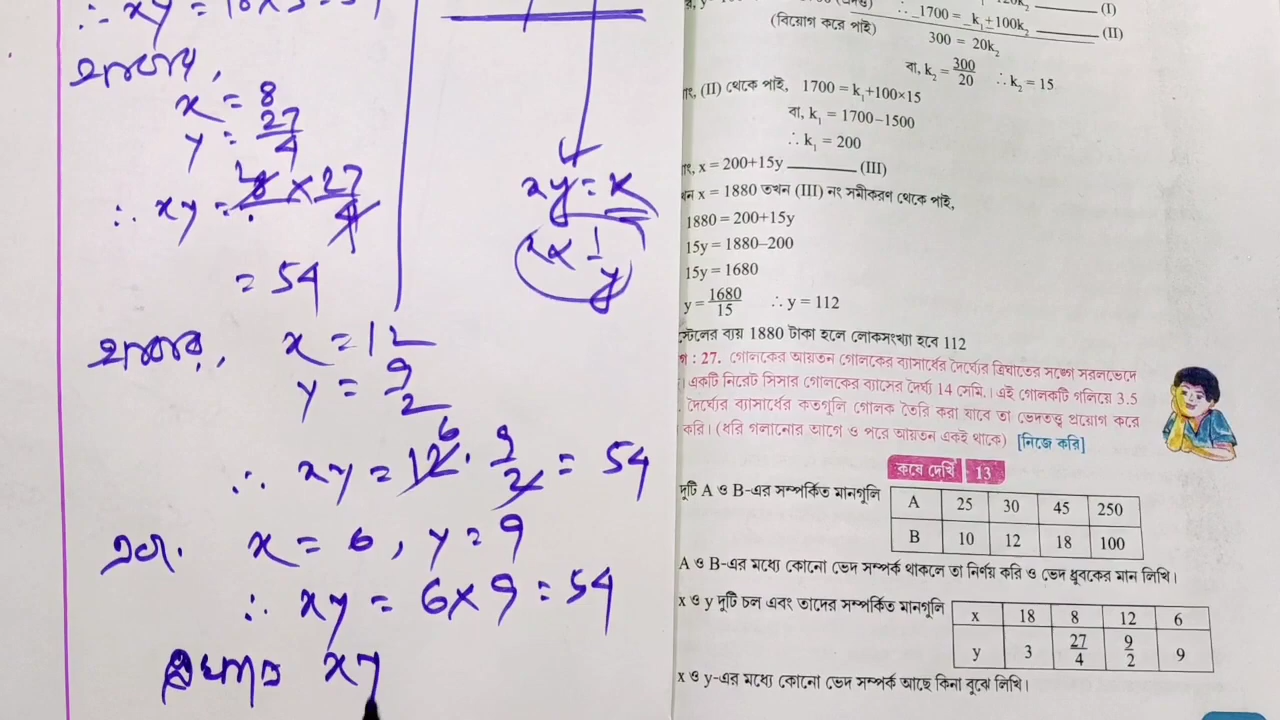 ∴ xy = 18×3 = 54
আবার,
x = 8
y = 27/4
∴ xy = 8 × 27/4
= 54
আবার, x = 12
y = 9/2
∴ xy = 12 · 9/2 = 54
এবং x = 6, y = 9
∴ xy = 6×9 = 54
xy
xy = k
x ∝ 1/y
(I)
(বিয়োগ করে পাই) ∴ 1700 = k₁+100k₂ (II)
300 = 20k₂
বা, k₂ = 300/20 ∴ k₂ = 15
(II) থেকে পাই, 1700 = k₁+100×15
বা, k₁ = 1700–1500
∴ k₁ = 200
x = 200+15y (III)
x = 1880 তখন (III) নং সমীকরণ থেকে পাই,
1880 = 200+15y
15y = 1880–200
15y = 1680
y = 1680/15 ∴ y = 112
ব্যয় 1880 টাকা হলে লোকসংখ্যা হবে 112
: 27. গোলকের আয়তন গোলকের ব্যাসার্ধের দৈর্ঘ্যের ত্রিঘাতের সঙ্গে সরলভেদে
। একটি নিরেট সিসার গোলকের ব্যাসের দৈর্ঘ্য 14 সেমি.। এই গোলকটি গলিয়ে 3.5
দৈর্ঘ্যের ব্যাসার্ধের কতগুলি গোলক তৈরি করা যাবে তা ভেদতত্ত্ব প্রয়োগ করে
করি। (ধরি গলানোর আগে ও পরে আয়তন একই থাকে) [নিজে করি]
কষে দেখি 13
দুটি A ও B-এর সম্পর্কিত মানগুলি
A 25 30 45 250
B 10 12 18 100
A ও B-এর মধ্যে কোনো ভেদ সম্পর্ক থাকলে তা নির্ণয় করি ও ভেদ ধ্রুবকের মান লিখি।
x ও y দুটি চল এবং তাদের সম্পর্কিত মানগুলি
x 18 8 12 6
y 3 27/4 9/2 9
x ও y-এর মধ্যে কোনো ভেদ সম্পর্ক আছে কিনা বুঝে লিখি।